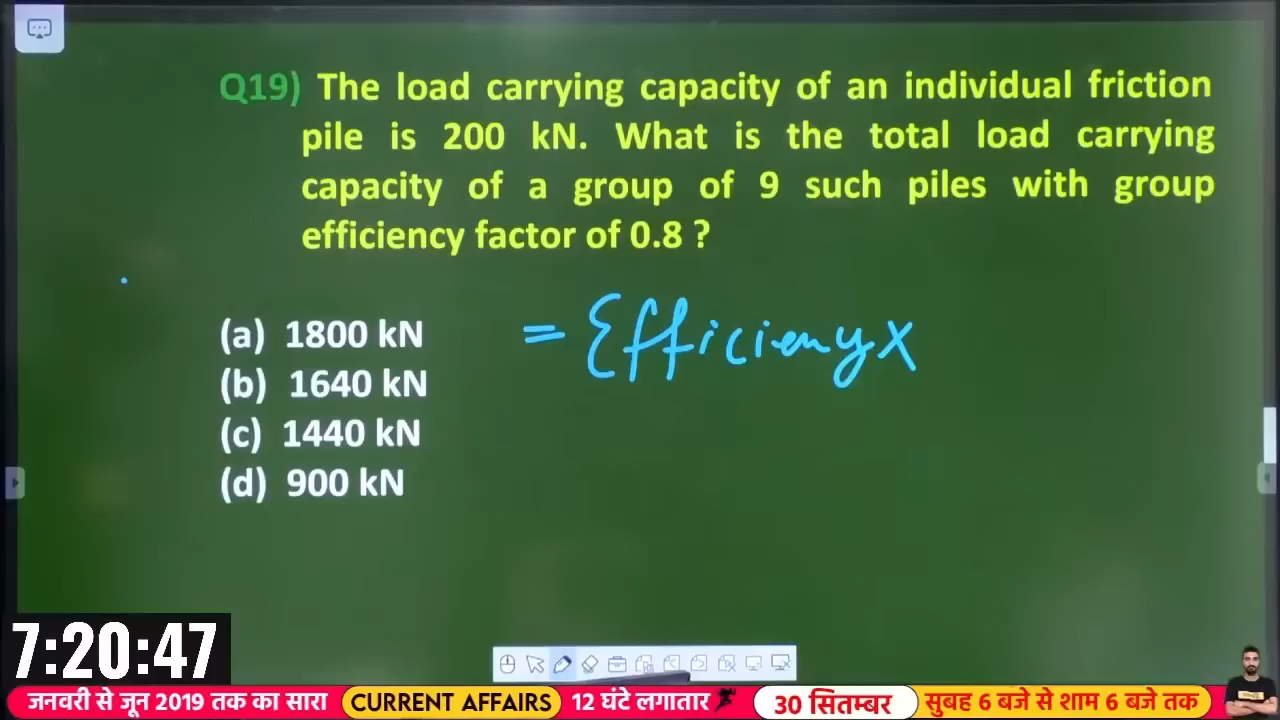 Q19) The load carrying capacity of an individual friction
pile is 200 kN. What is the total load carrying
capacity of a group of 9 such piles with group
efficiency factor of 0.8 ?
(a) 1800 kN
= Efficieny x
(b) 1640 kN
(c) 1440 kN
(d) 900 kN
7:20:47
जनवरी से जून 2019 तक का सारा CURRENT AFFAIRS 12 घंटे लगातार 30 सितम्बर सुबह 6 बजे से शाम 6 बजे तक